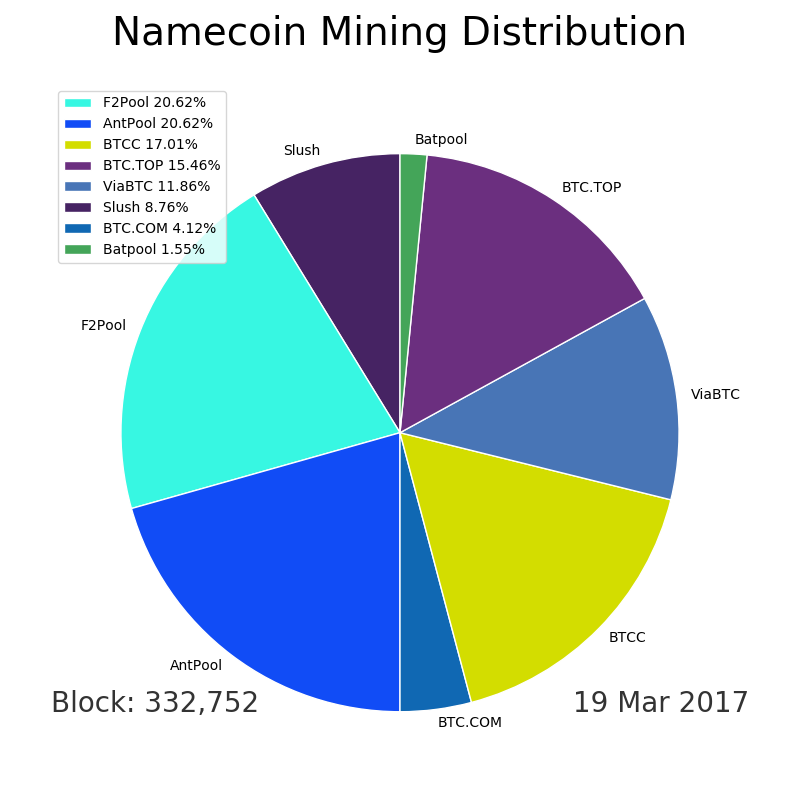 Namecoin Mining Distribution
F2Pool 20.62%
AntPool 20.62%
BTCC 17.01%
BTC.TOP 15.46%
ViaBTC 11.86%
Slush 8.76%
BTC.COM 4.12%
Batpool 1.55%
Batpool
Slush
BTC.TOP
F2Pool
ViaBTC
BTCC
AntPool
BTC.COM
Block: 332,752
19 Mar 2017